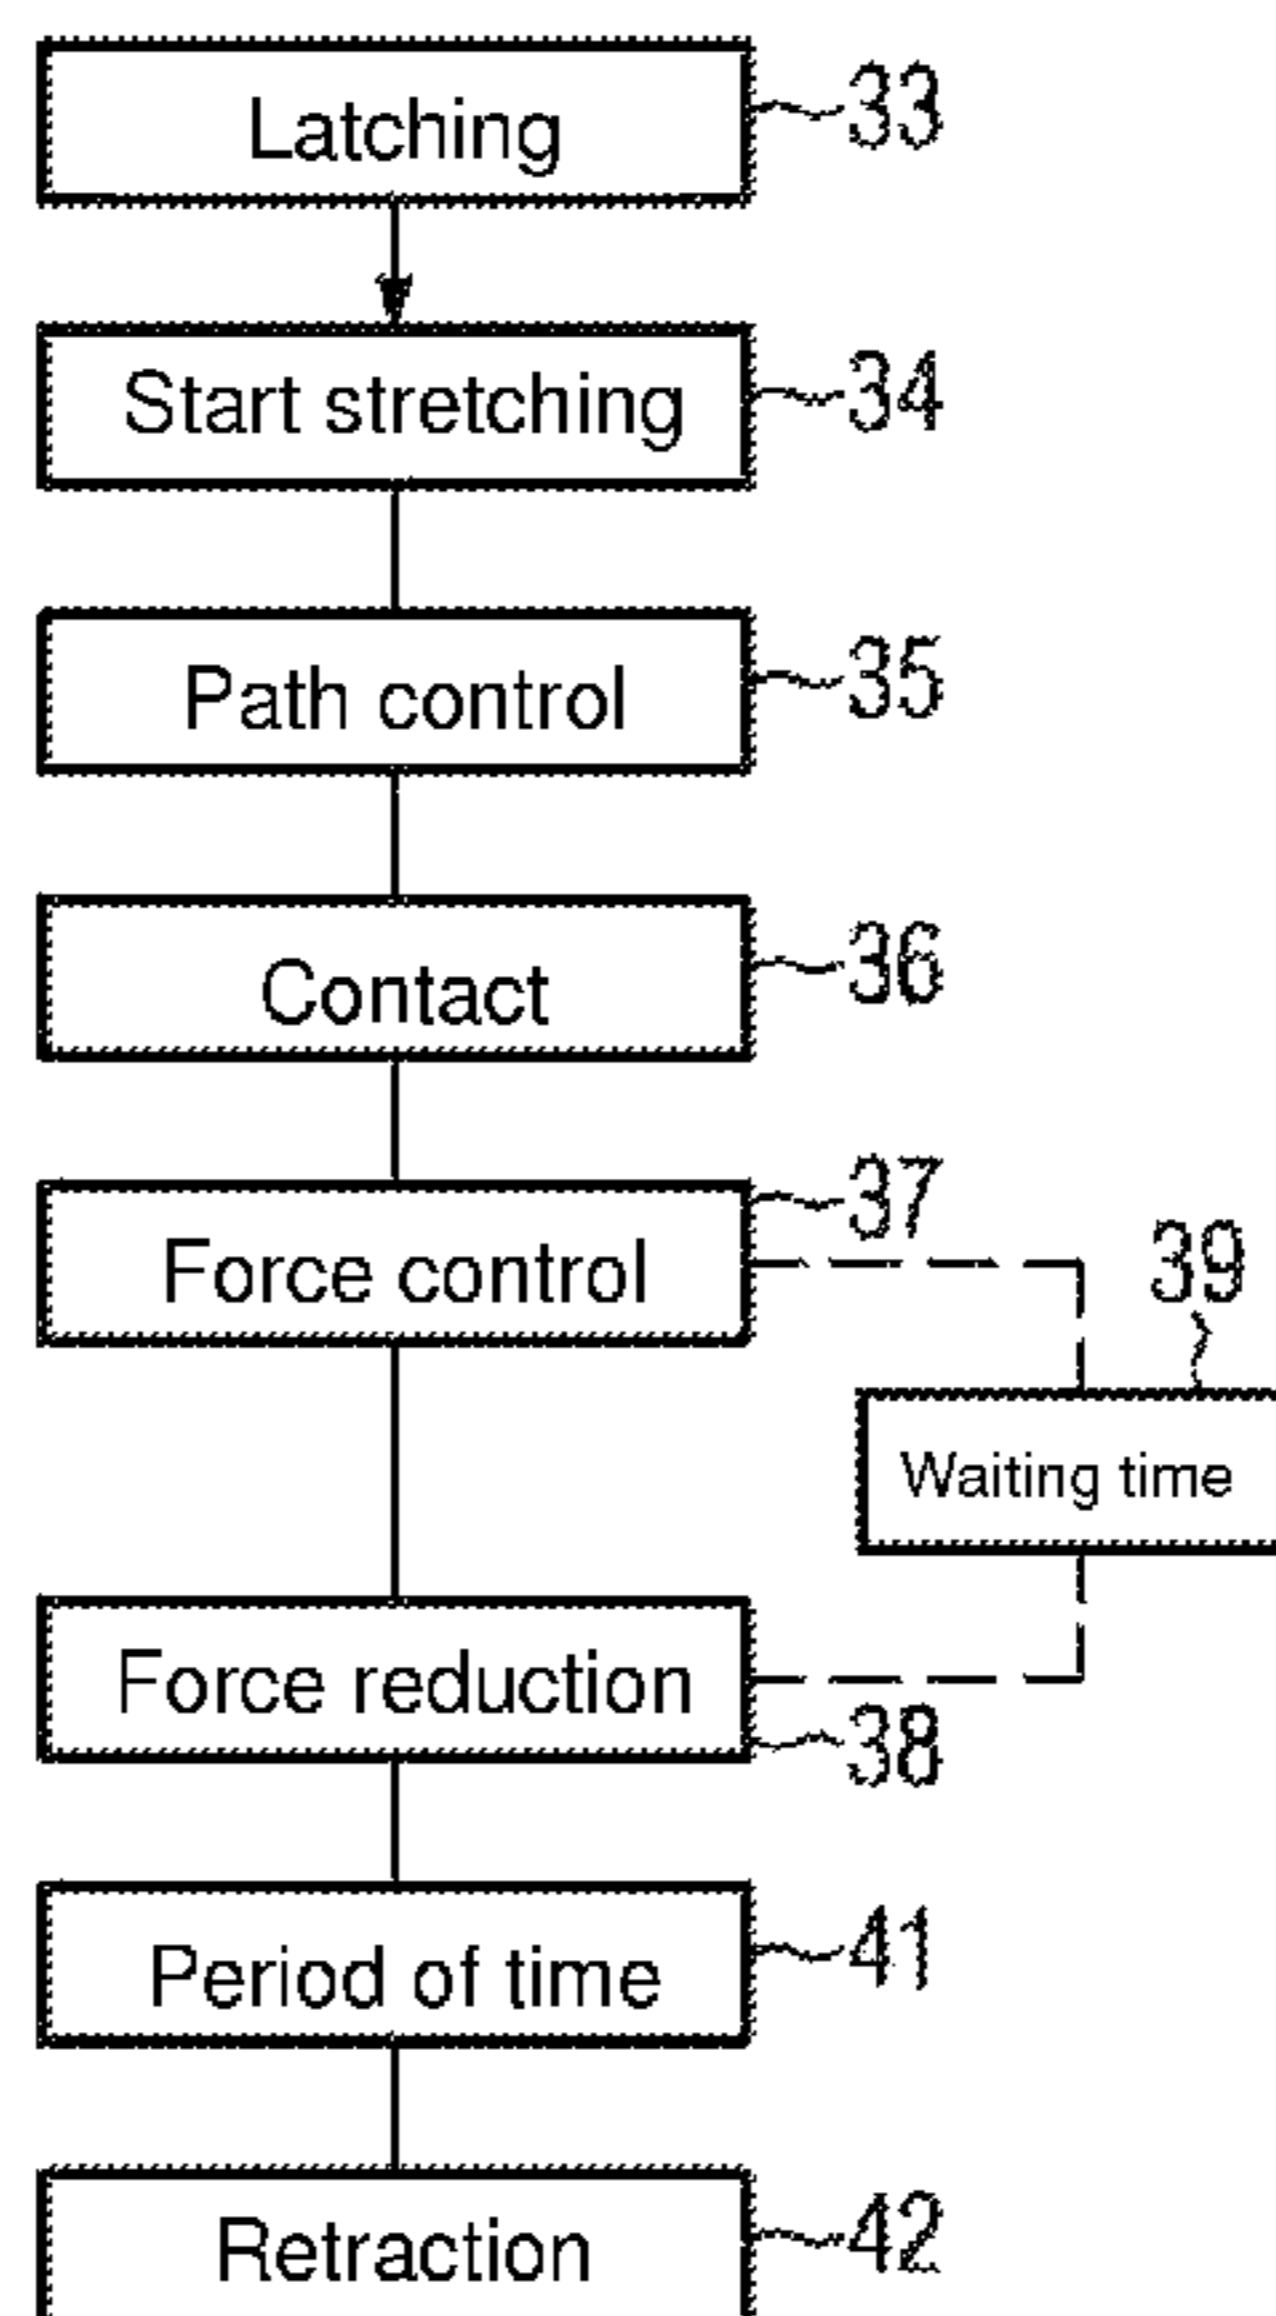 Latching 33
Start stretching 34
Path control 35
Contact 36
37
Force control
39
Waiting time
Force reduction
38
Period of time 41
Retraction 42